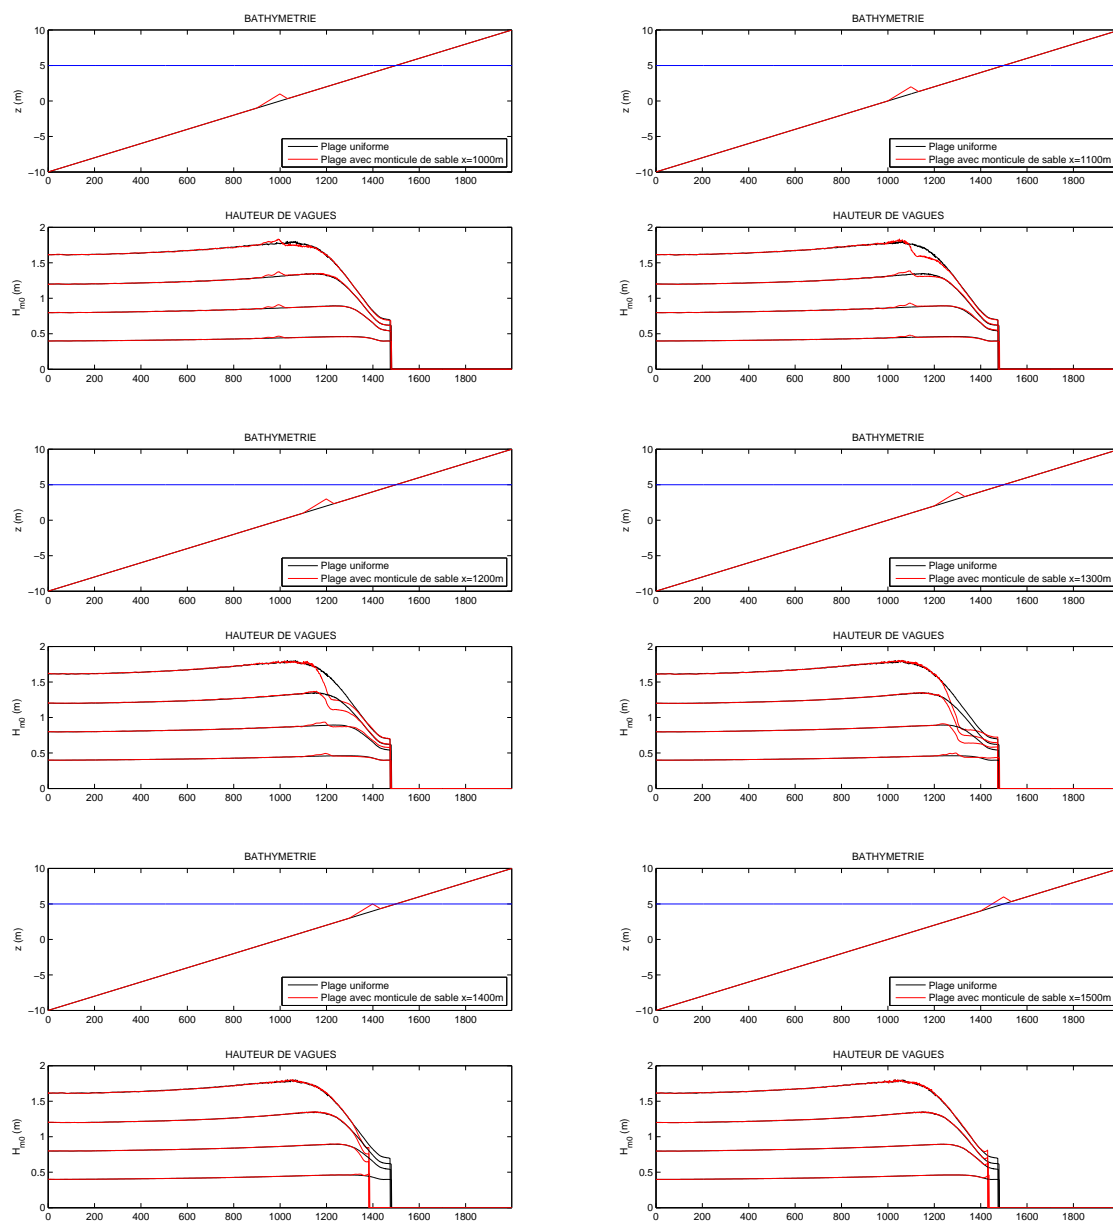 BATHYMETRIE
10
5
0
−5
−10
z (m)
Plage uniforme
Plage avec monticule de sable x=1000m
0 200 400 600 800 1000 1200 1400 1600 1800
HAUTEUR DE VAGUES
2
1.5
1
0.5
0
Hm0 (m)
0 200 400 600 800 1000 1200 1400 1600 1800
BATHYMETRIE
10
5
0
−5
−10
z (m)
Plage uniforme
Plage avec monticule de sable x=1100m
0 200 400 600 800 1000 1200 1400 1600 1800
HAUTEUR DE VAGUES
2
1.5
1
0.5
0
Hm0 (m)
0 200 400 600 800 1000 1200 1400 1600 1800
BATHYMETRIE
10
5
0
−5
−10
z (m)
Plage uniforme
Plage avec monticule de sable x=1200m
0 200 400 600 800 1000 1200 1400 1600 1800
HAUTEUR DE VAGUES
2
1.5
1
0.5
0
Hm0 (m)
0 200 400 600 800 1000 1200 1400 1600 1800
BATHYMETRIE
10
5
0
−5
−10
z (m)
Plage uniforme
Plage avec monticule de sable x=1300m
0 200 400 600 800 1000 1200 1400 1600 1800
HAUTEUR DE VAGUES
2
1.5
1
0.5
0
Hm0 (m)
0 200 400 600 800 1000 1200 1400 1600 1800
BATHYMETRIE
10
5
0
−5
−10
z (m)
Plage uniforme
Plage avec monticule de sable x=1400m
0 200 400 600 800 1000 1200 1400 1600 1800
HAUTEUR DE VAGUES
2
1.5
1
0.5
0
Hm0 (m)
0 200 400 600 800 1000 1200 1400 1600 1800
BATHYMETRIE
10
5
0
−5
−10
z (m)
Plage uniforme
Plage avec monticule de sable x=1500m
0 200 400 600 800 1000 1200 1400 1600 1800
HAUTEUR DE VAGUES
2
1.5
1
0.5
0
Hm0 (m)
0 200 400 600 800 1000 1200 1400 1600 1800